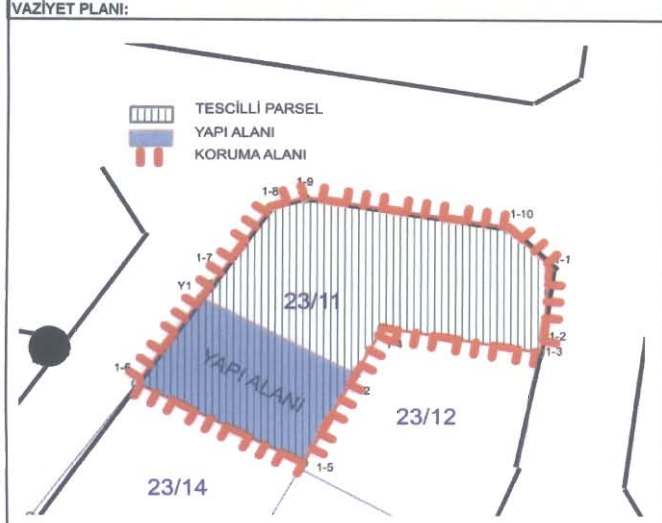 VAZİYET PLANI:
TESCİLLİ PARSEL
YAPI ALANI
KORUMA ALANI
1-8
1-9
1-10
1-1
1-7
Y1
23/11
1-2
1-3
1-6
YAPI ALANI
2
23/12
1-5
23/14